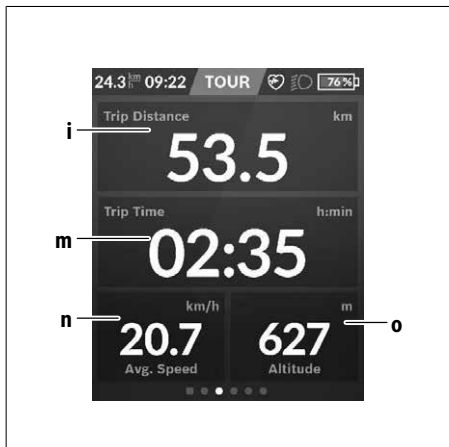 24.3 km/h 09:22 TOUR 76%
i
Trip Distance km
53.5
Trip Time h:min
m
02:35
n
km/h m
o
20.7 627
Avg. Speed Altitude